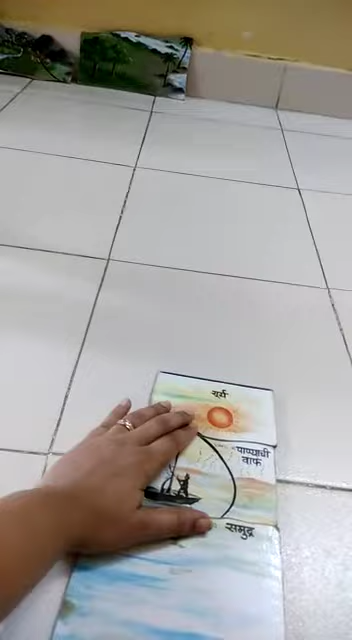 सूर्य
पाण्याची
वाफ
समुद्र